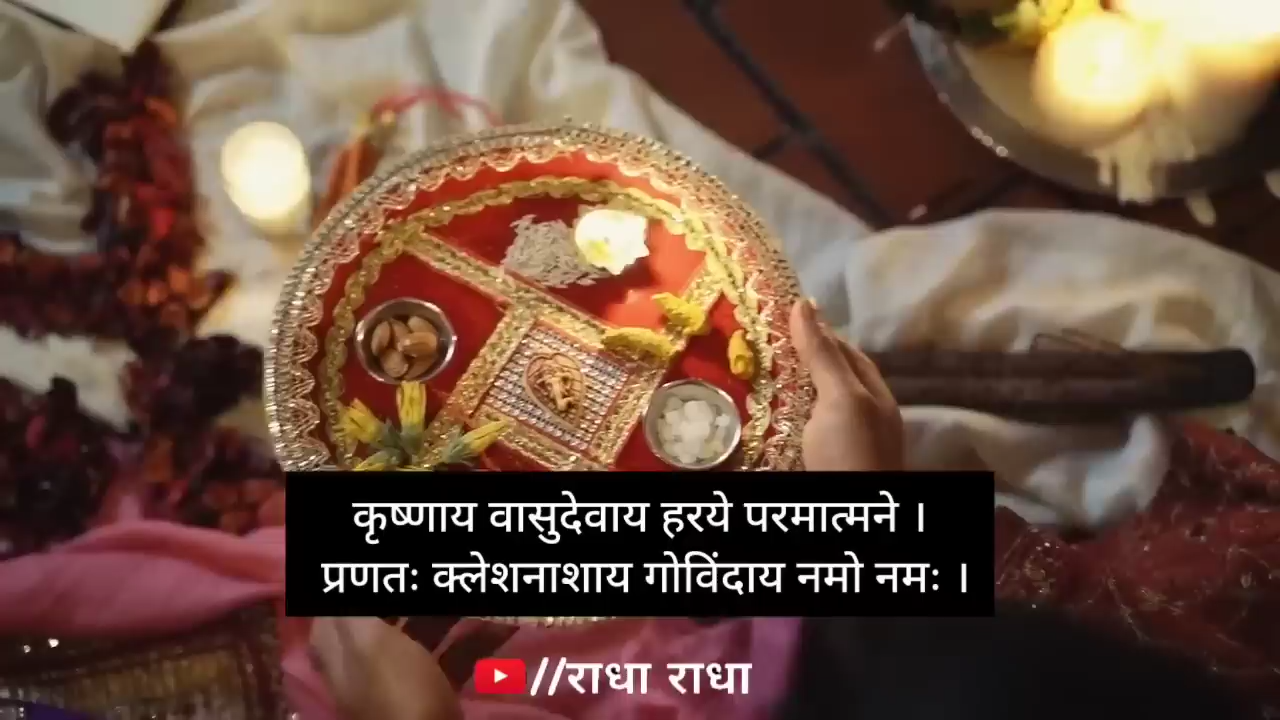 कृष्णाय वासुदेवाय हरये परमात्मने ।
प्रणतः क्लेशनाशाय गोविंदाय नमो नमः ।
//राधा राधा